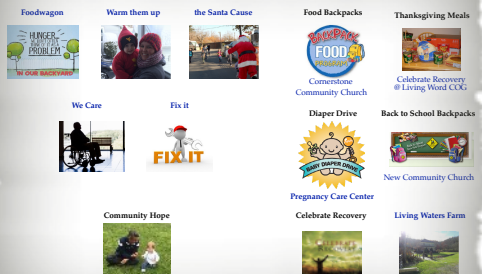 Foodwagon
Warm them up
the Santa Cause
Food Backpacks
Thanksgiving Meals
HUNGER
PROBLEM
IN OUR BACKYARD
BACKPACK
FOOD
Cornerstone
Community Church
Celebrate Recovery
@ Living Word COG
We Care
Fix it
Diaper Drive
Back to School Backpacks
FIX IT
BABY DIAPER DRIVE
Pregnancy Care Center
New Community Church
Community Hope
Celebrate Recovery
Living Waters Farm